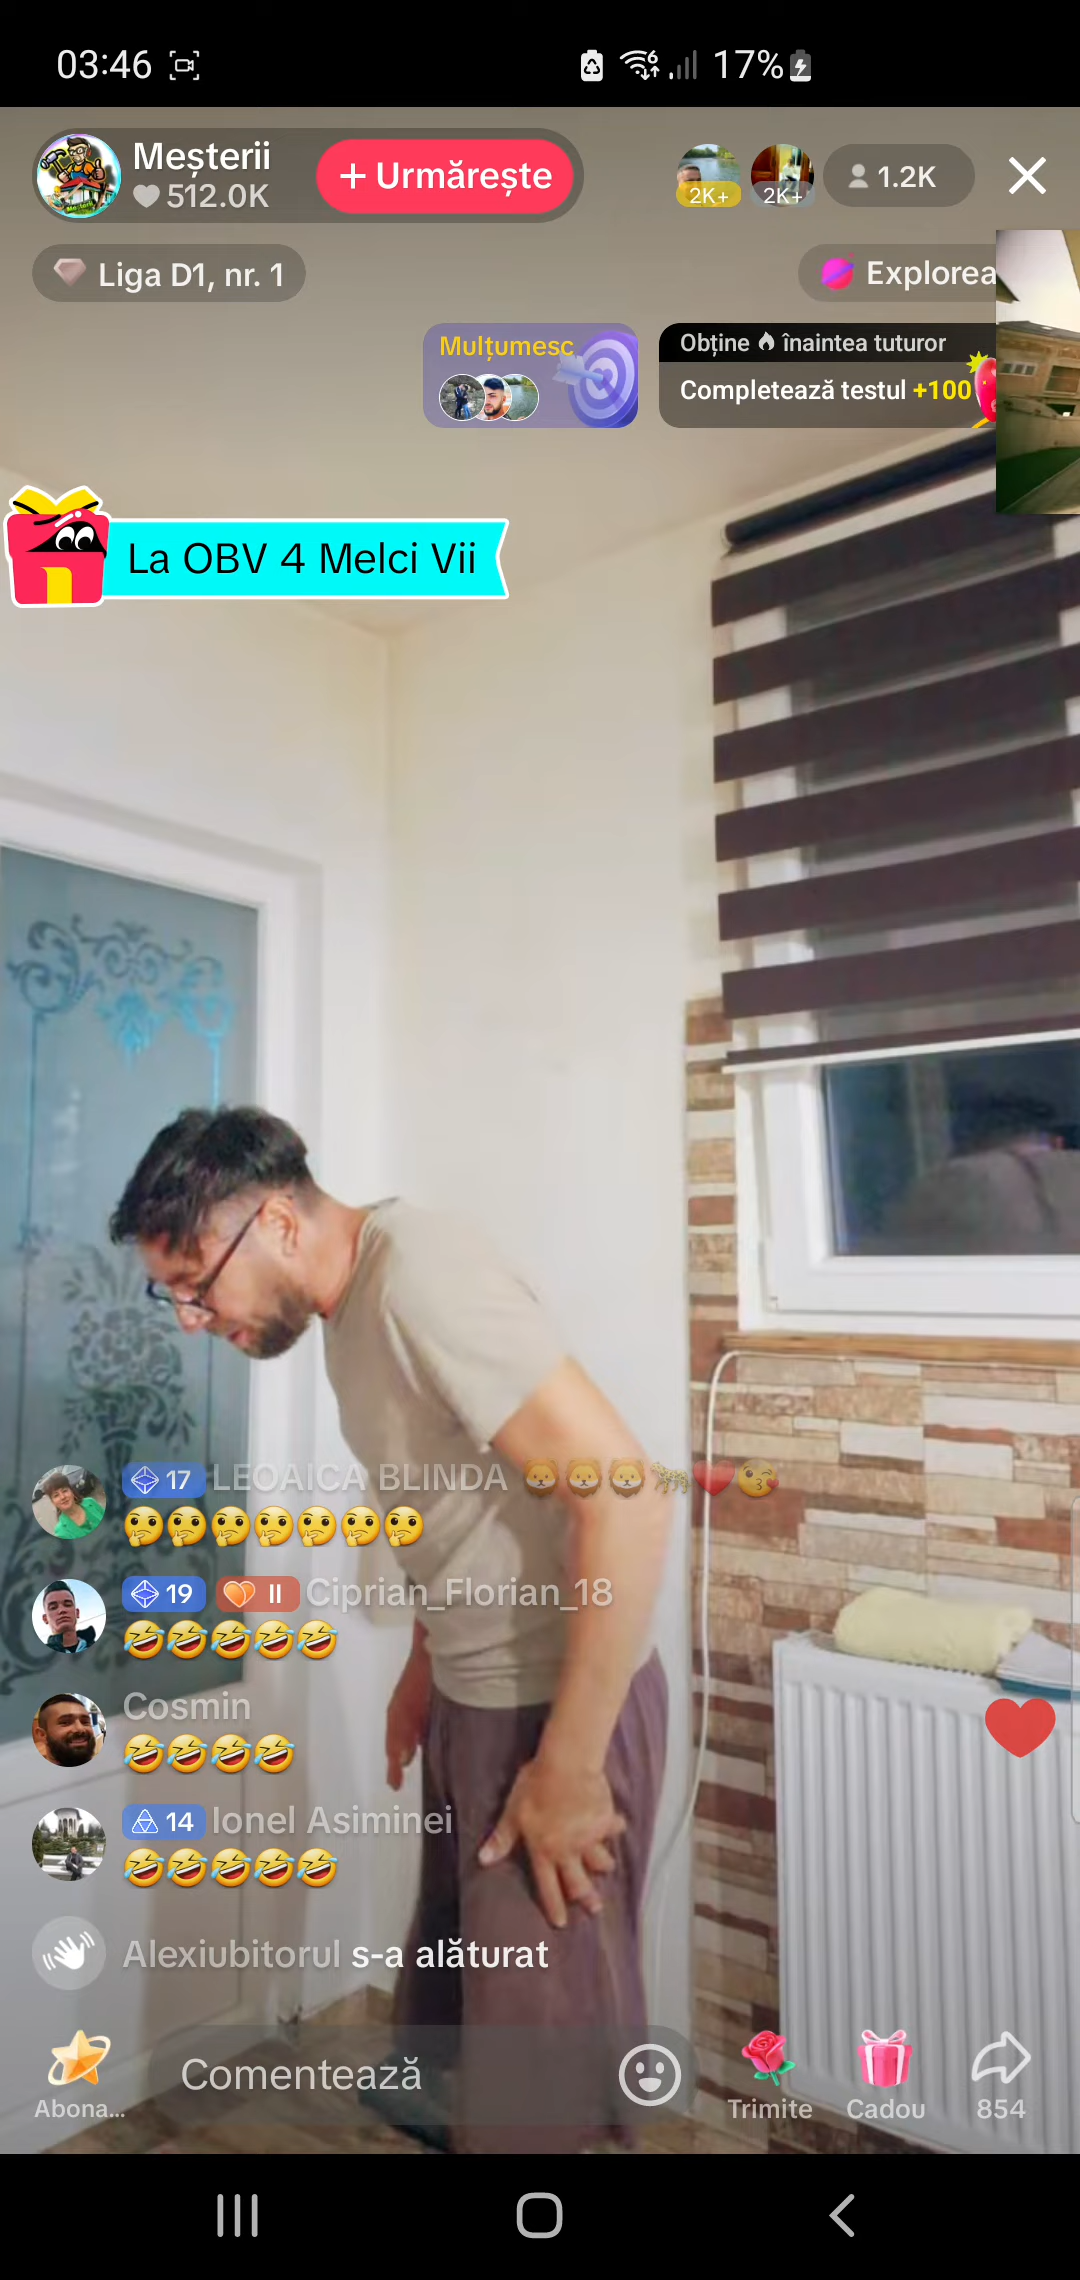 03:46
17%
Meșterii
512.0K
+ Urmărește
2K+
2K+
1.2K
Liga D1, nr. 1
Explorea
Mulțumesc
Obține înaintea tuturor
Completează testul +100
La OBV 4 Melci Vii
17 LEOAICA BLINDA 🦁🦁🦁🐆❤️😘
🤔🤔🤔🤔🤔🤔🤔
19 II Ciprian_Florian_18
🤣🤣🤣🤣🤣
Cosmin
🤣🤣🤣🤣
14 Ionel Asiminei
🤣🤣🤣🤣🤣
Alexiubitorul s-a alăturat
Comentează
Abona...
Trimite
Cadou
854